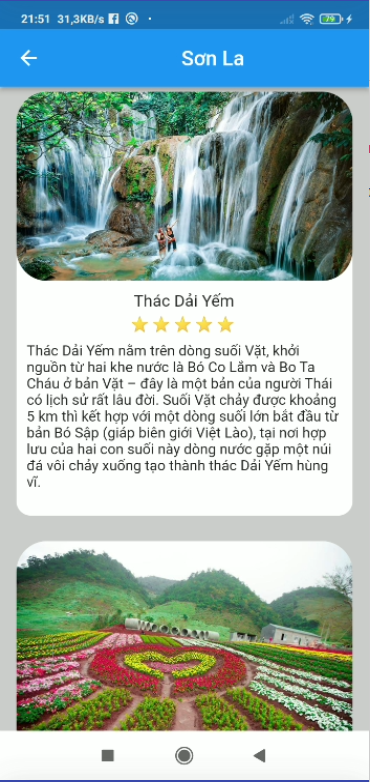 21:51 31,3KB/s
79
Sơn La
Thác Dải Yếm
Thác Dải Yếm nằm trên dòng suối Vặt, khởi
nguồn từ hai khe nước là Bó Co Lắm và Bo Ta
Cháu ở bản Vặt – đây là một bản của người Thái
có lịch sử rất lâu đời. Suối Vặt chảy được khoảng
5 km thì kết hợp với một dòng suối lớn bắt đầu từ
bản Bó Sập (giáp biên giới Việt Lào), tại nơi hợp
lưu của hai con suối này dòng nước gặp một núi
đá vôi chảy xuống tạo thành thác Dải Yếm hùng
vĩ.